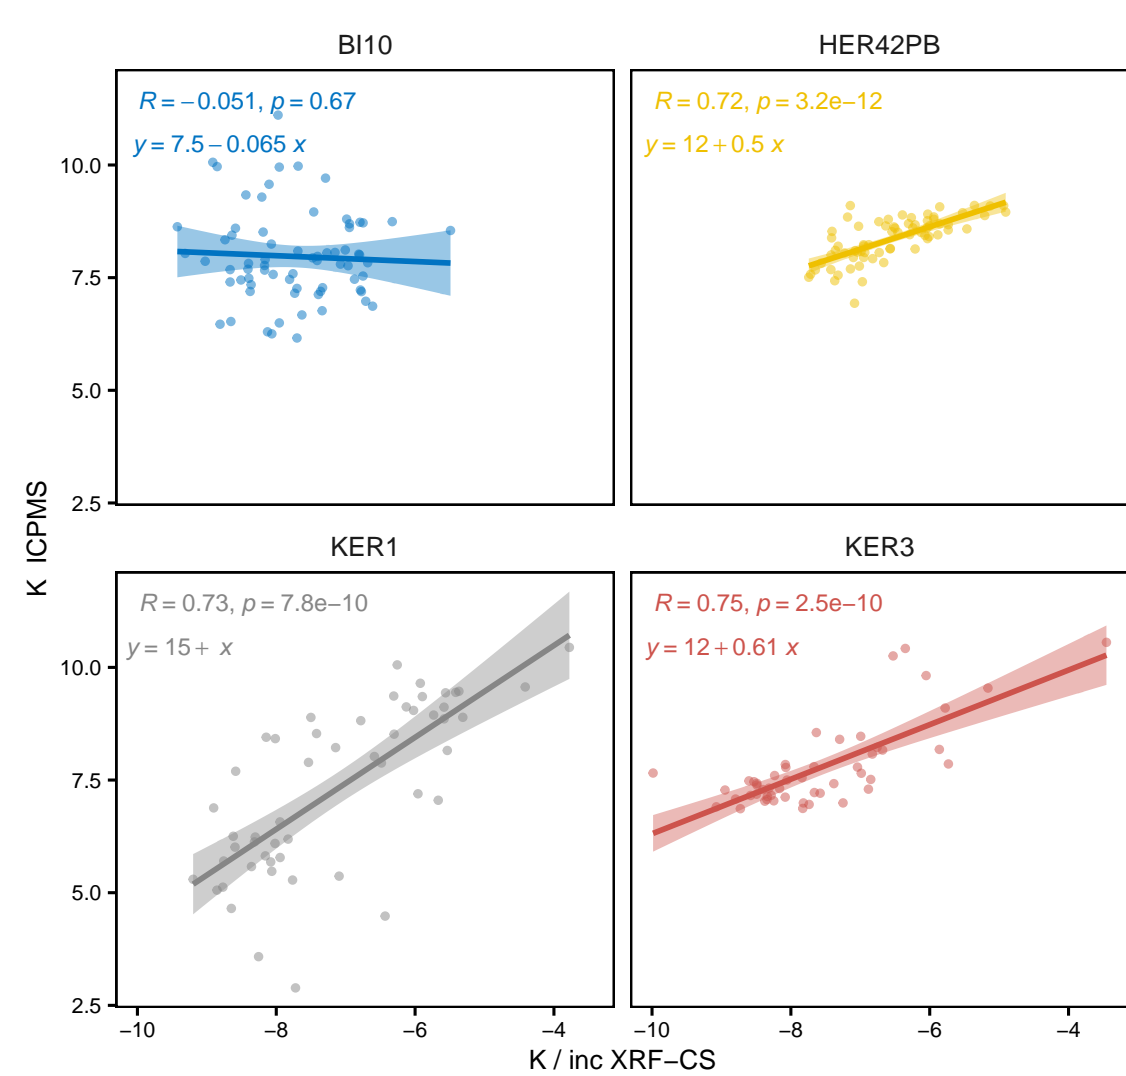 BI10
HER42PB
R = −0.051, p = 0.67
y = 7.5 − 0.065 x
R = 0.72, p = 3.2e−12
y = 12 + 0.5 x
10.0
7.5
5.0
2.5
K ICPMS
KER1
KER3
R = 0.73, p = 7.8e−10
y = 15 + x
R = 0.75, p = 2.5e−10
y = 12 + 0.61 x
10.0
7.5
5.0
2.5
−10 −8 −6 −4
−10 −8 −6 −4
K / inc XRF−CS